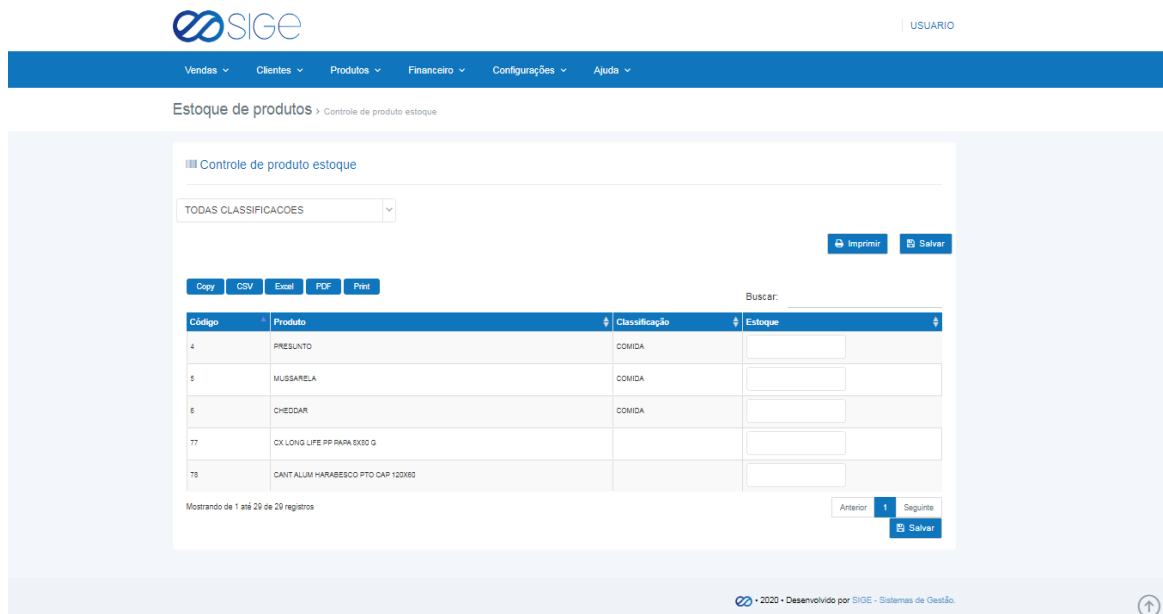 SIGE
USUARIO
Vendas Clientes Produtos Financeiro Configurações Ajuda
Estoque de produtos > Controle de produto estoque
Controle de produto estoque
TODAS CLASSIFICACOES
Imprimir Salvar
Copy CSV Excel PDF Print
Buscar:
Código Produto Classificação Estoque
4 PRESUNTO COMIDA
5 MUSSARELA COMIDA
6 CHEDDAR COMIDA
77 CX LONG LIFE PP PAPA 5X60 G
78 CANT ALUM HARABESCO PTO CAP 120X60
Mostrando de 1 até 29 de 29 registros
Anterior 1 Seguinte
Salvar
• 2020 • Desenvolvido por SIGE - Sistemas de Gestão.